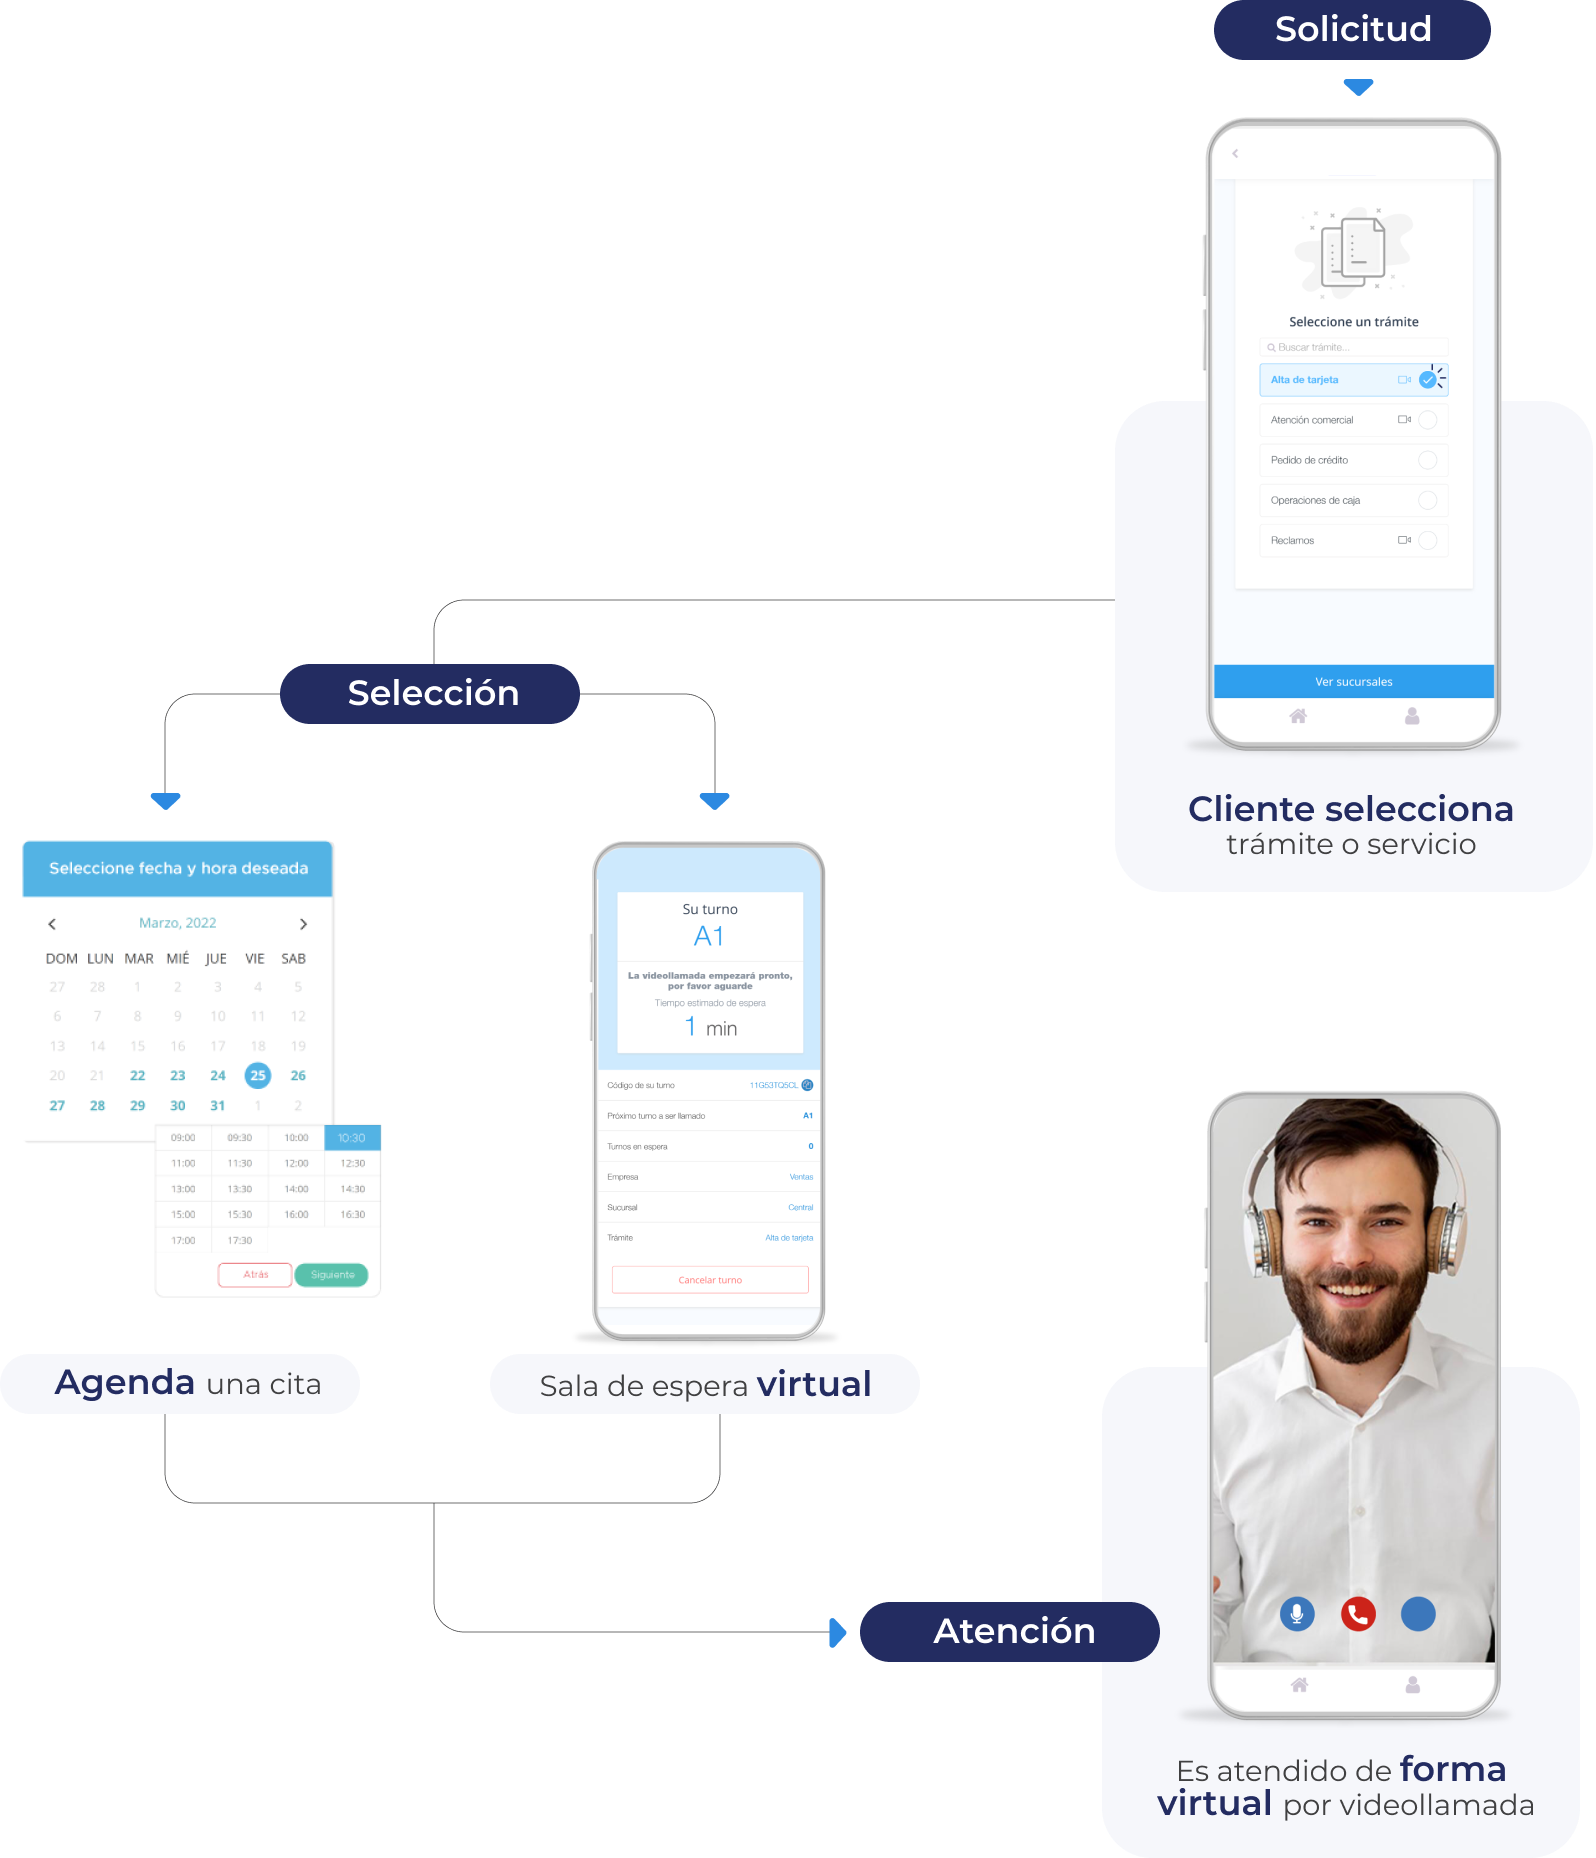 Solicitud
Seleccione un trámite
Buscar trámite...
Alta de tarjeta
Atención comercial
Pedido de crédito
Operaciones de caja
Reclamos
Ver sucursales
Cliente selecciona
trámite o servicio
Selección
Seleccione fecha y hora deseada
Marzo, 2022
DOM LUN MAR MIÉ JUE VIE SAB
27 28 1 2 3 4 5
6 7 8 9 10 11 12
13 14 15 16 17 18 19
20 21 22 23 24 25 26
27 28 29 30 31 1 2
09:00 09:30 10:00 10:30
11:00 11:30 12:00 12:30
13:00 13:30 14:00 14:30
15:00 15:30 16:00 16:30
17:00 17:30
Atrás Siguiente
Agenda una cita
Su turno
A1
La videollamada empezará pronto,
por favor aguarde
Tiempo estimado de espera
1 min
Código de su turno 11G53TQ5CL
Próximo turno a ser llamado A1
Turnos en espera 0
Empresa Ventas
Sucursal Central
Trámite Alta de tarjeta
Cancelar turno
Sala de espera virtual
Atención
Es atendido de forma
virtual por videollamada